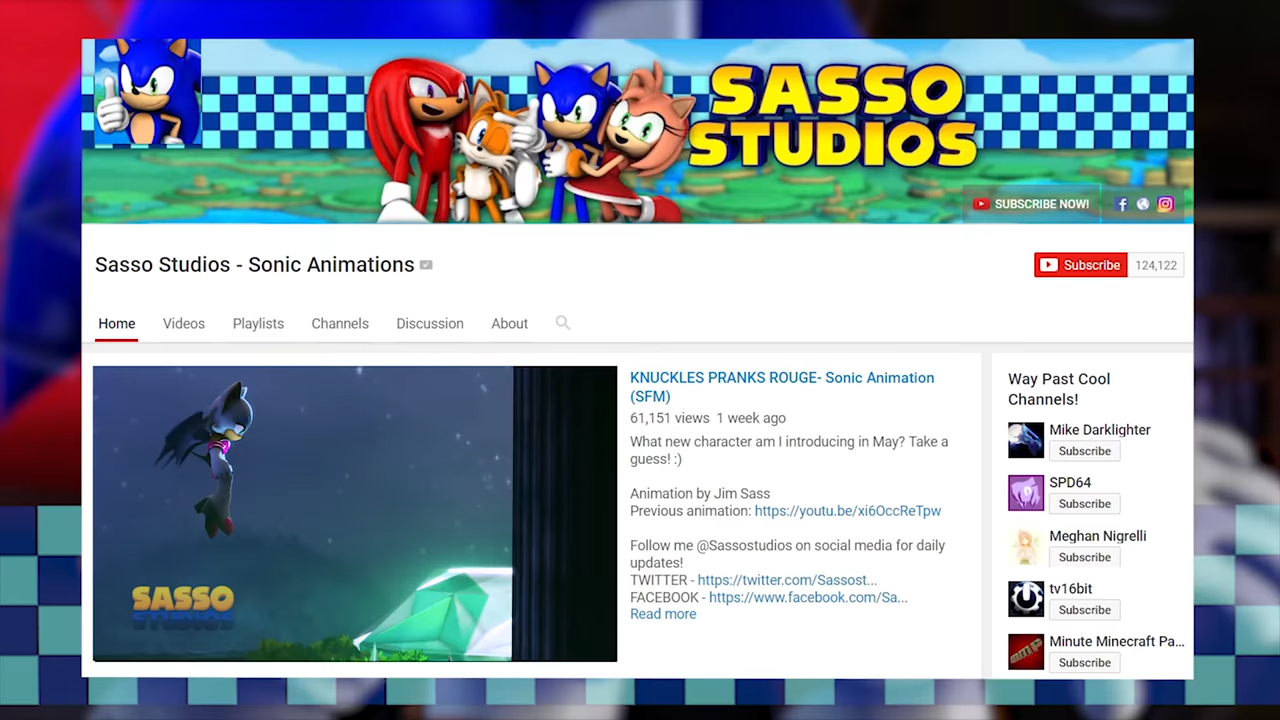 SASSO
STUDIOS
SUBSCRIBE NOW!
Sasso Studios - Sonic Animations
Subscribe 124,122
Home Videos Playlists Channels Discussion About
KNUCKLES PRANKS ROUGE- Sonic Animation
(SFM)
61,151 views 1 week ago
What new character am I introducing in May? Take a
guess! :)
Animation by Jim Sass
Previous animation: https://youtu.be/xi6OccReTpw
Follow me @Sassostudios on social media for daily
updates!
TWITTER - https://twitter.com/Sassost...
FACEBOOK - https://www.facebook.com/Sa...
Read more
SASSO
STUDIOS
Way Past Cool
Channels!
Mike Darklighter
Subscribe
SPD64
Subscribe
Meghan Nigrelli
Subscribe
tv16bit
Subscribe
Minute Minecraft Pa...
Subscribe